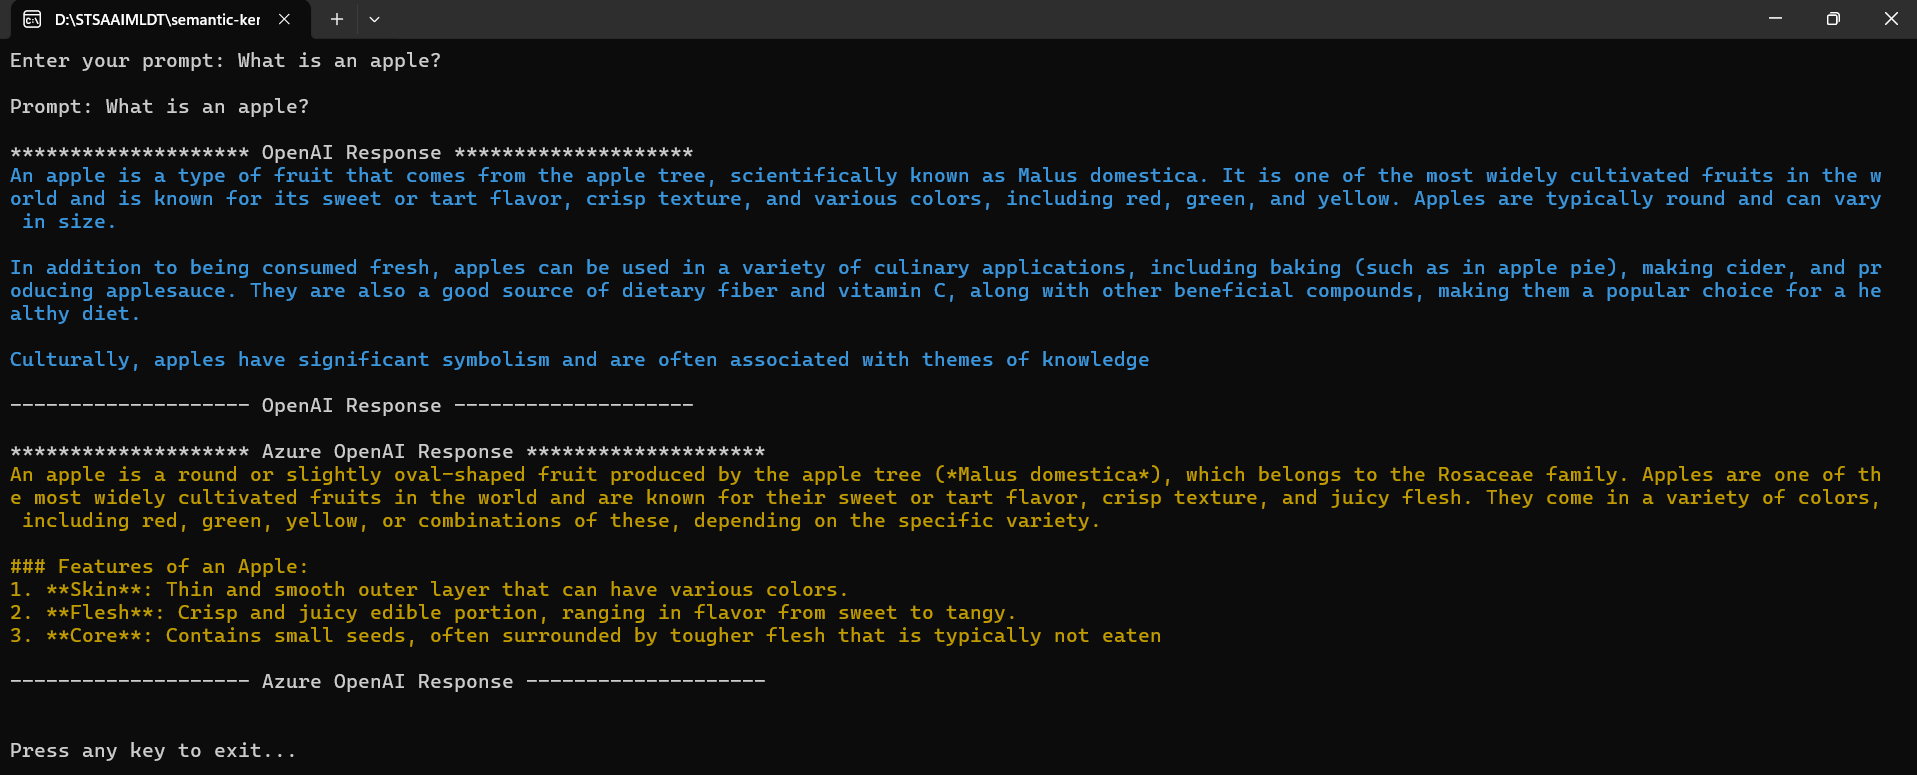 D:\STSAAIMLDT\semantic-ker
Enter your prompt: What is an apple?
Prompt: What is an apple?
******************** OpenAI Response ********************
An apple is a type of fruit that comes from the apple tree, scientifically known as Malus domestica. It is one of the most widely cultivated fruits in the w
orld and is known for its sweet or tart flavor, crisp texture, and various colors, including red, green, and yellow. Apples are typically round and can vary
 in size.
In addition to being consumed fresh, apples can be used in a variety of culinary applications, including baking (such as in apple pie), making cider, and pr
oducing applesauce. They are also a good source of dietary fiber and vitamin C, along with other beneficial compounds, making them a popular choice for a he
althy diet.
Culturally, apples have significant symbolism and are often associated with themes of knowledge
-------------------- OpenAI Response --------------------
******************** Azure OpenAI Response ********************
An apple is a round or slightly oval-shaped fruit produced by the apple tree (*Malus domestica*), which belongs to the Rosaceae family. Apples are one of th
e most widely cultivated fruits in the world and are known for their sweet or tart flavor, crisp texture, and juicy flesh. They come in a variety of colors,
 including red, green, yellow, or combinations of these, depending on the specific variety.
### Features of an Apple:
1. **Skin**: Thin and smooth outer layer that can have various colors.
2. **Flesh**: Crisp and juicy edible portion, ranging in flavor from sweet to tangy.
3. **Core**: Contains small seeds, often surrounded by tougher flesh that is typically not eaten
-------------------- Azure OpenAI Response --------------------
Press any key to exit...